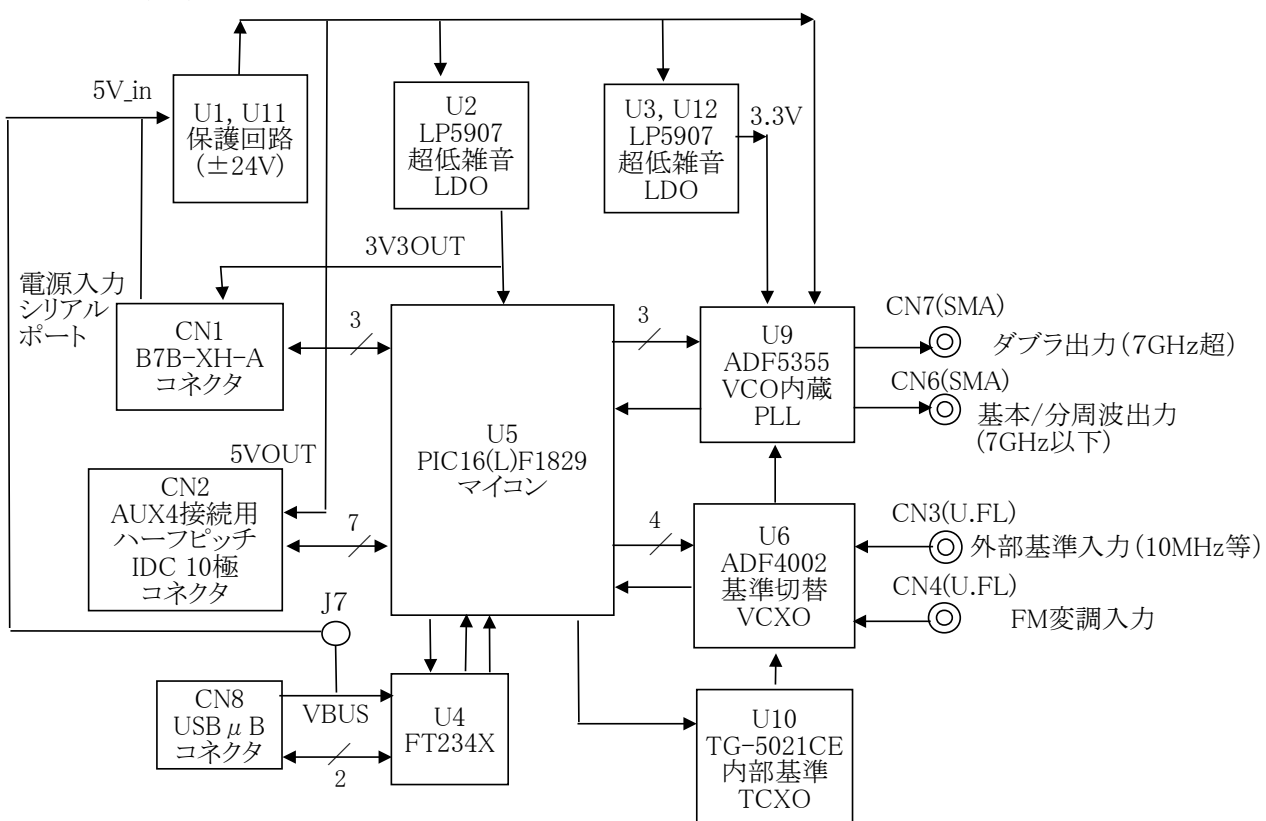 5V_in
U1, U11
保護回路
(±24V)
U2
LP5907
超低雑音
LDO
U3, U12
LP5907
超低雑音
LDO
3.3V
3V3OUT
電源入力
シリアル
ポート
CN1
B7B-XH-A
コネクタ
3
3
U5
PIC16(L)F1829
マイコン
U9
ADF5355
VCO内蔵
PLL
CN7(SMA)
ダブラ出力(7GHz超)
CN6(SMA)
基本/分周波出力
(7GHz以下)
5VOUT
CN2
AUX4接続用
ハーフピッチ
IDC 10極
コネクタ
7
4
U6
ADF4002
基準切替
VCXO
CN3(U.FL)
外部基準入力(10MHz等)
CN4(U.FL)
FM変調入力
J7
CN8
USBμB
コネクタ
VBUS
2
U4
FT234X
U10
TG-5021CE
内部基準
TCXO